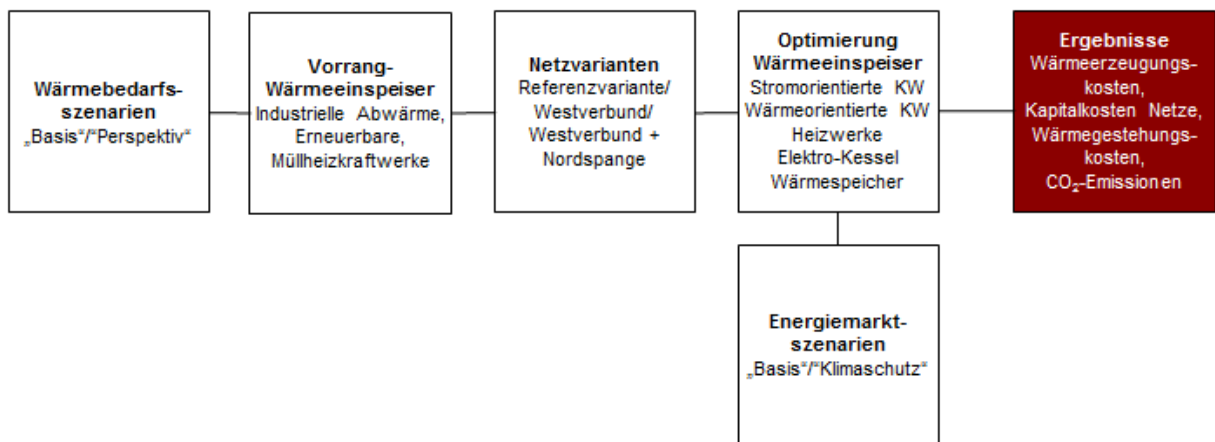 Wärmebedarfs-
szenarien
„Basis“/“Perspektiv“
Vorrang-
Wärmeeinspeiser
Industrielle Abwärme,
Erneuerbare,
Müllheizkraftwerke
Netzvarianten
Referenzvariante/
Westverbund/
Westverbund +
Nordspange
Optimierung
Wärmeeinspeiser
Stromorientierte KW
Wärmeorientierte KW
Heizwerke
Elektro-Kessel
Wärmespeicher
Ergebnisse
Wärmeerzeugungs-
kosten,
Kapitalkosten Netze,
Wärmegestehungs-
kosten,
CO₂-Emissionen
Energiemarkt-
szenarien
„Basis“/“Klimaschutz“